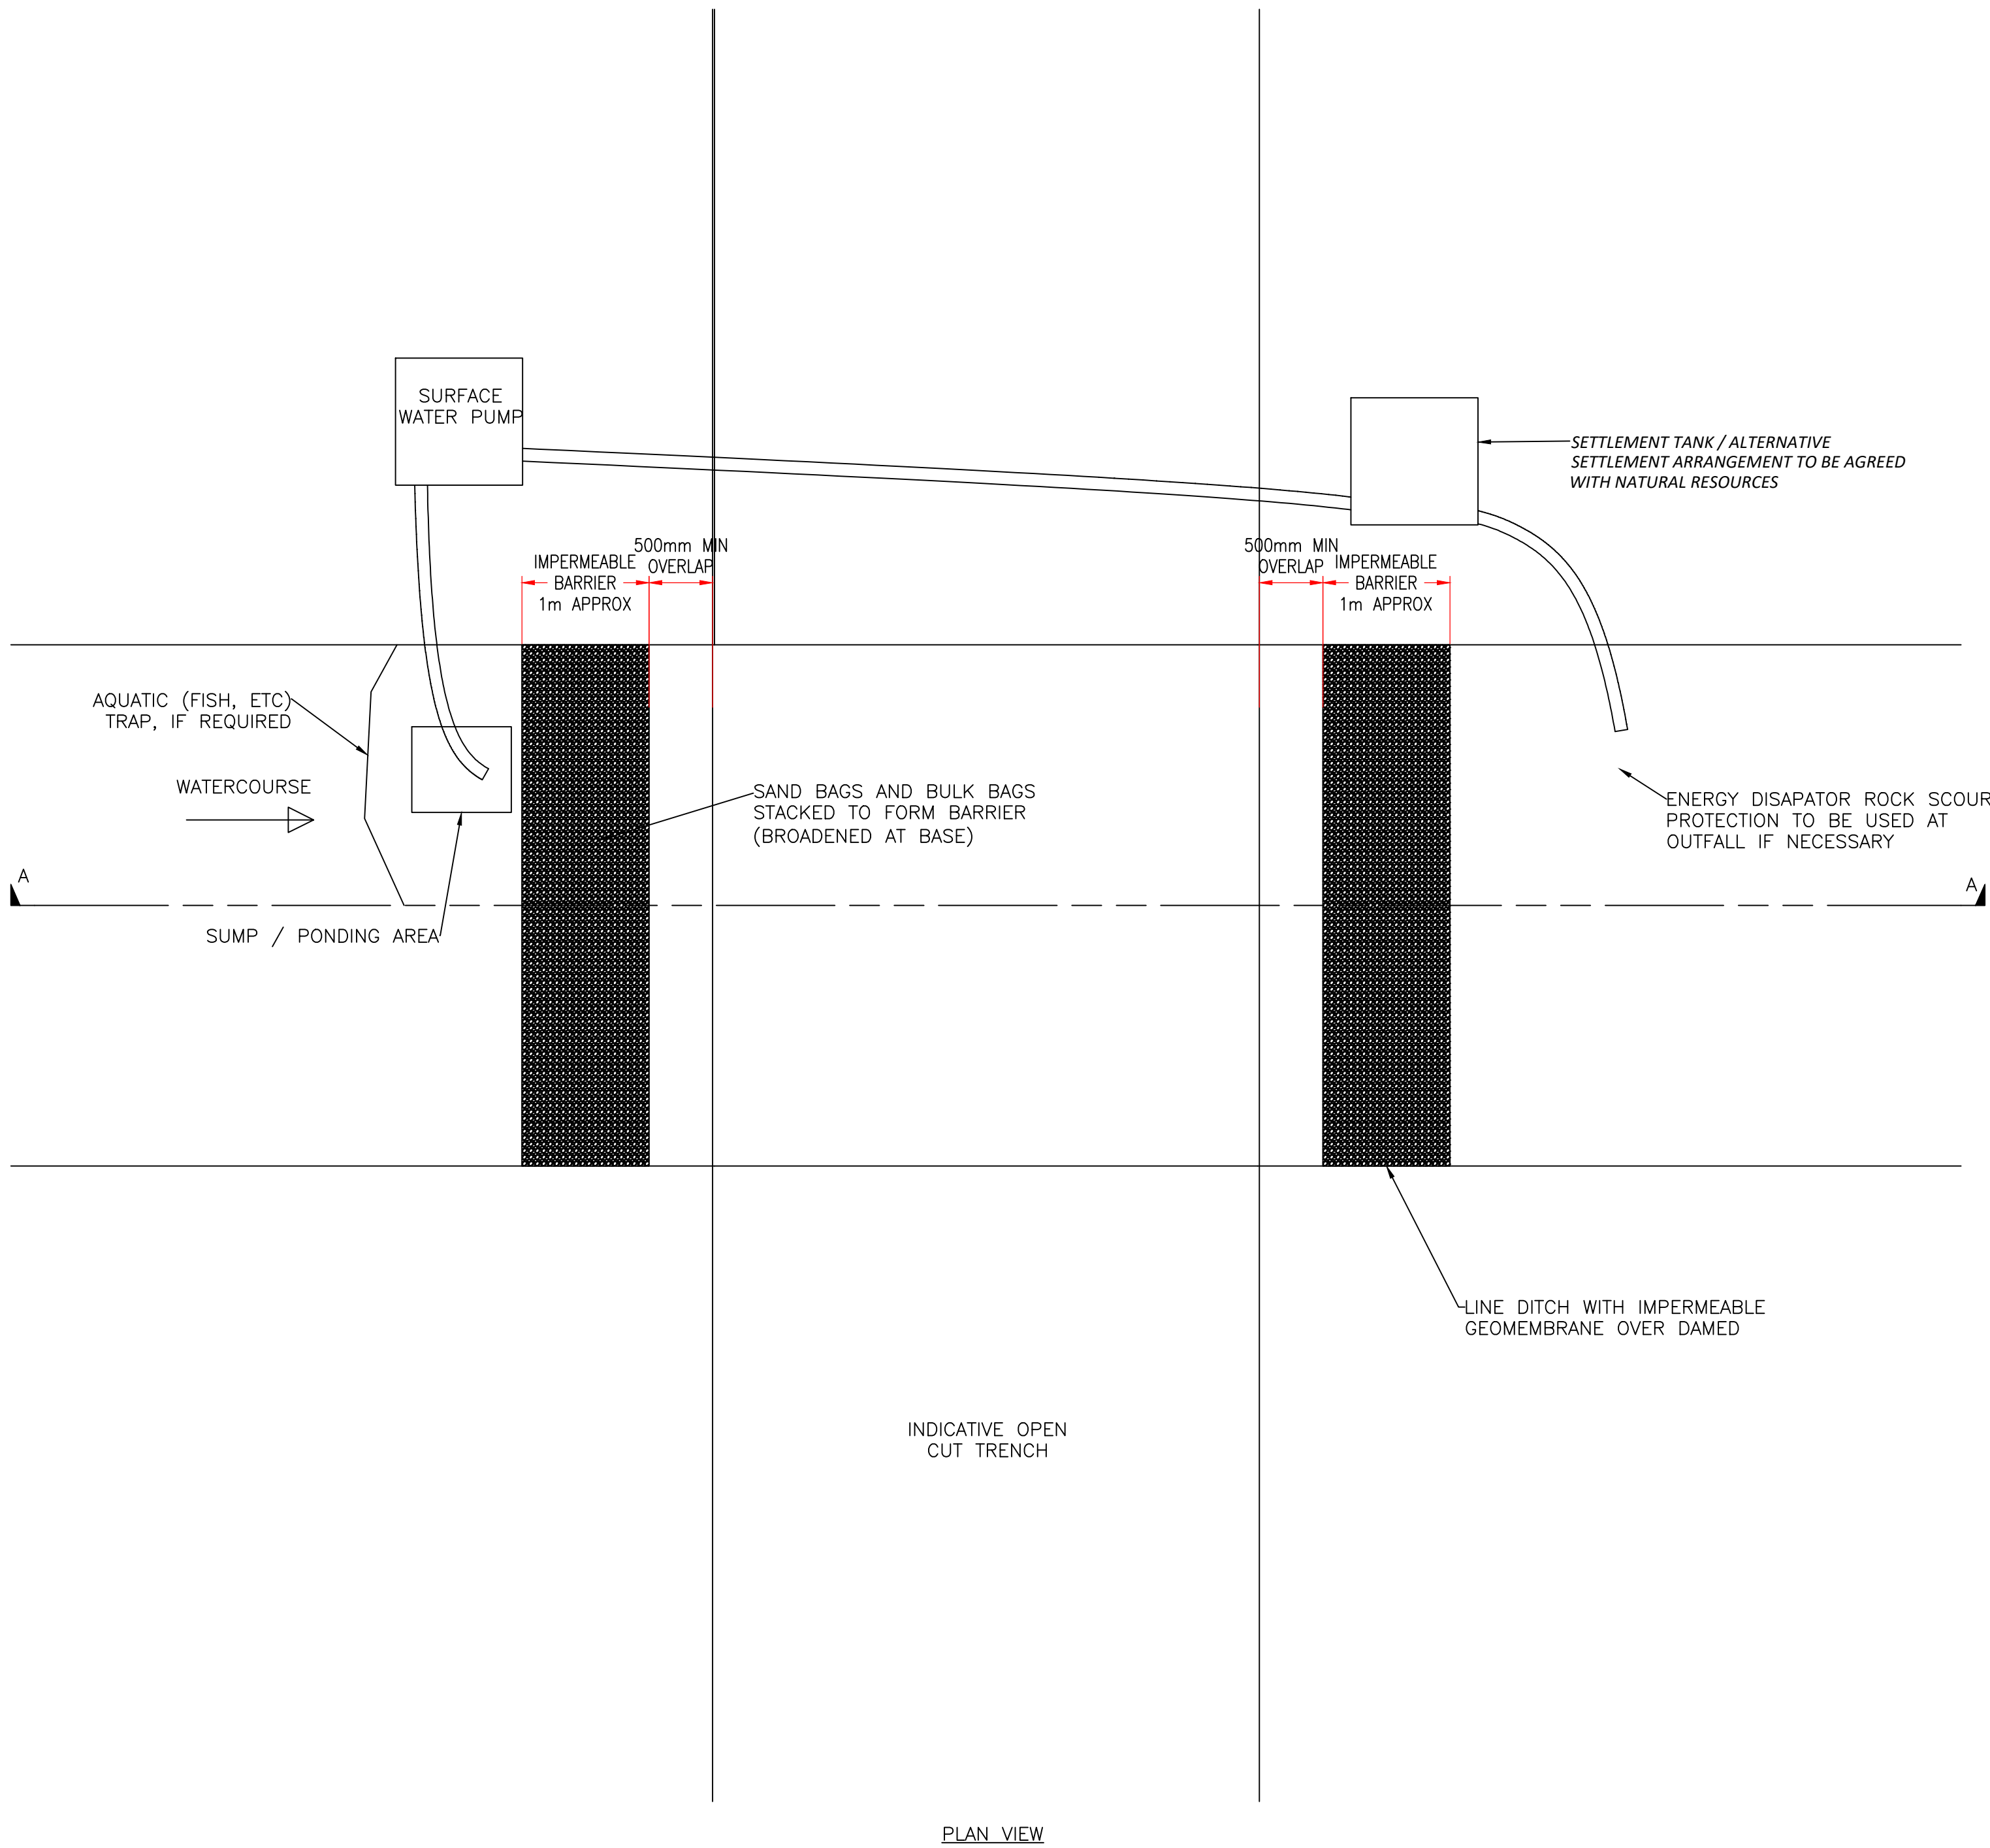 SURFACE
WATER PUMP
SETTLEMENT TANK / ALTERNATIVE
SETTLEMENT ARRANGEMENT TO BE AGREED
WITH NATURAL RESOURCES
IMPERMEABLE
BARRIER
1m APPROX
500mm MIN
OVERLAP
500mm MIN
OVERLAP
IMPERMEABLE
BARRIER
1m APPROX
AQUATIC (FISH, ETC)
TRAP, IF REQUIRED
WATERCOURSE
SAND BAGS AND BULK BAGS
STACKED TO FORM BARRIER
(BROADENED AT BASE)
ENERGY DISAPATOR ROCK SCOUR
PROTECTION TO BE USED AT
OUTFALL IF NECESSARY
A
A
SUMP / PONDING AREA
LINE DITCH WITH IMPERMEABLE
GEOMEMBRANE OVER DAMED
INDICATIVE OPEN
CUT TRENCH
PLAN VIEW